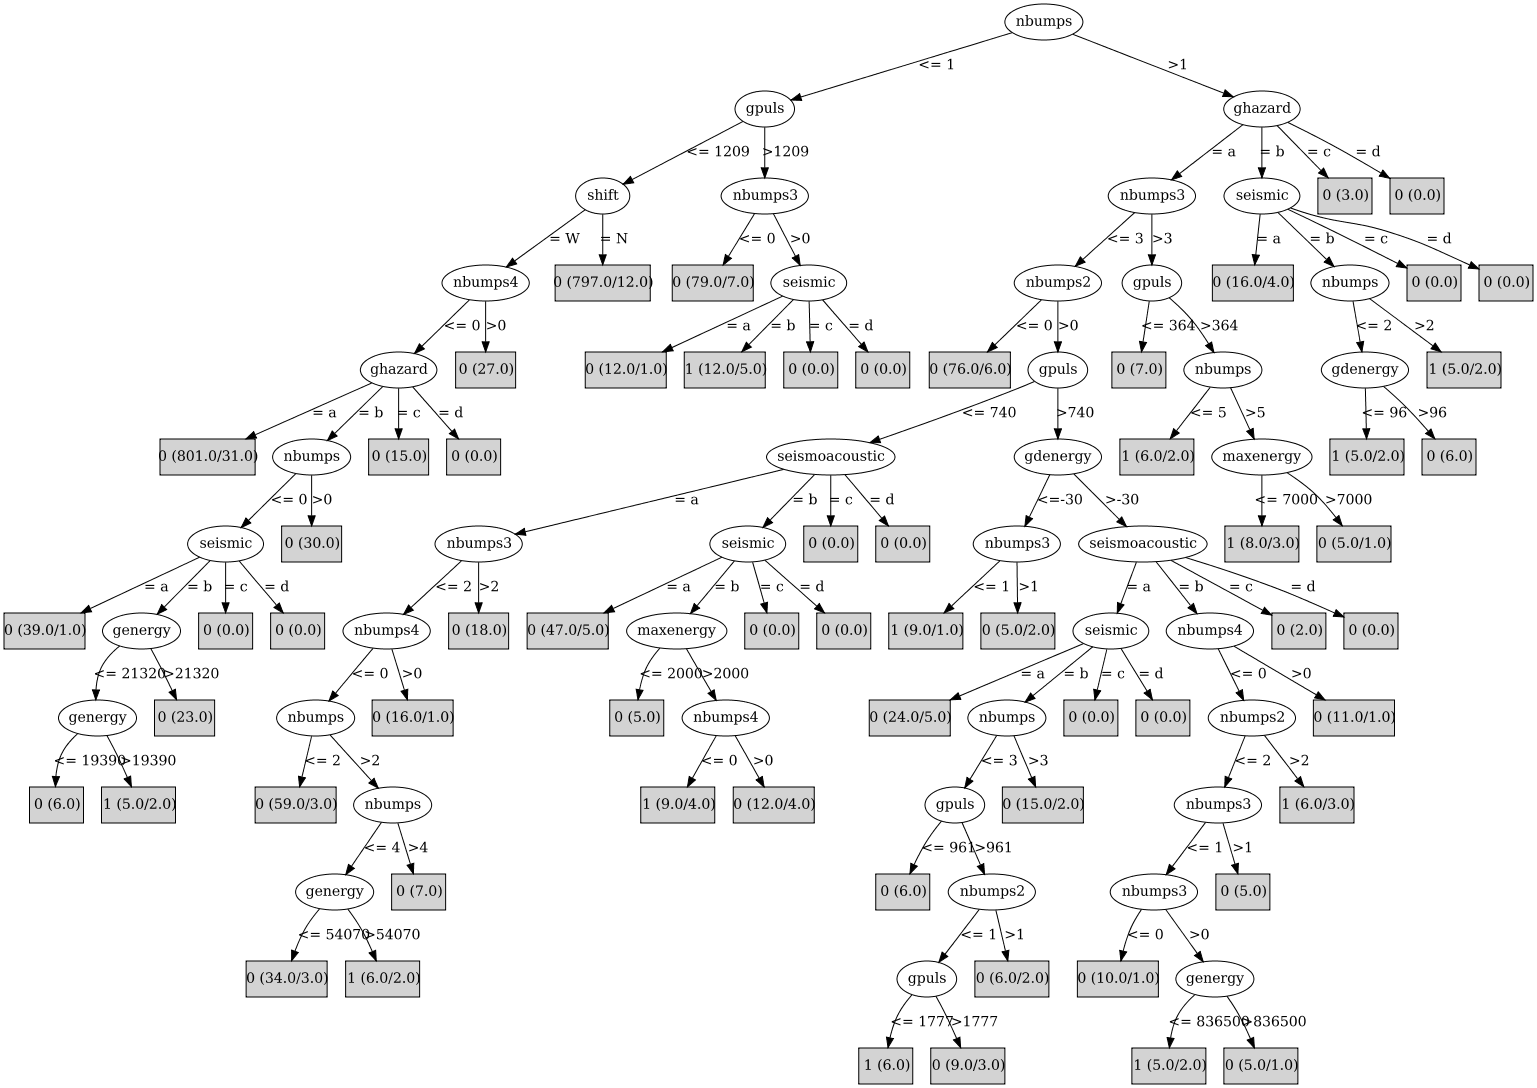 nbumps
<= 1 >1
gpuls ghazard
<= 1209 >1209 = a = b = c = d
shift nbumps3 nbumps3 seismic 0 (3.0) 0 (0.0)
= W = N <= 0 >0 <= 3 >3 = a = b = c = d
nbumps4 0 (797.0/12.0) 0 (79.0/7.0) seismic nbumps2 gpuls 0 (16.0/4.0) nbumps 0 (0.0) 0 (0.0)
<= 0 >0 = a = b = c = d <= 0 >0 <= 364 >364 <= 2 >2
ghazard 0 (27.0) 0 (12.0/1.0) 1 (12.0/5.0) 0 (0.0) 0 (0.0) 0 (76.0/6.0) gpuls 0 (7.0) nbumps gdenergy 1 (5.0/2.0)
= a = b = c = d <= 740 >740 <= 5 >5 <= 96 >96
0 (801.0/31.0) nbumps 0 (15.0) 0 (0.0) seismoacoustic gdenergy 1 (6.0/2.0) maxenergy 1 (5.0/2.0) 0 (6.0)
<= 0 >0 = a = b = c = d <=-30 >-30 <= 7000 >7000
seismic 0 (30.0) nbumps3 seismic 0 (0.0) 0 (0.0) nbumps3 seismoacoustic 1 (8.0/3.0) 0 (5.0/1.0)
= a = b = c = d <= 2 >2 = a = b = c = d <= 1 >1 = a = b = c = d
0 (39.0/1.0) genergy 0 (0.0) 0 (0.0) nbumps4 0 (18.0) 0 (47.0/5.0) maxenergy 0 (0.0) 0 (0.0) 1 (9.0/1.0) 0 (5.0/2.0) seismic nbumps4 0 (2.0) 0 (0.0)
<= 21320 >21320 <= 0 >0 <= 2000 >2000 = a = b = c = d <= 0 >0
genergy 0 (23.0) nbumps 0 (16.0/1.0) 0 (5.0) nbumps4 0 (24.0/5.0) nbumps 0 (0.0) 0 (0.0) nbumps2 0 (11.0/1.0)
<= 19390 >19390 <= 2 >2 <= 0 >0 <= 3 >3 <= 2 >2
0 (6.0) 1 (5.0/2.0) 0 (59.0/3.0) nbumps 1 (9.0/4.0) 0 (12.0/4.0) gpuls 0 (15.0/2.0) nbumps3 1 (6.0/3.0)
<= 4 >4 <= 961 >961 <= 1 >1
genergy 0 (7.0) 0 (6.0) nbumps2 nbumps3 0 (5.0)
<= 54070 >54070 <= 1 >1 <= 0 >0
0 (34.0/3.0) 1 (6.0/2.0) gpuls 0 (6.0/2.0) 0 (10.0/1.0) genergy
<= 1777 >1777 <= 836500 >836500
1 (6.0) 0 (9.0/3.0) 1 (5.0/2.0) 0 (5.0/1.0)